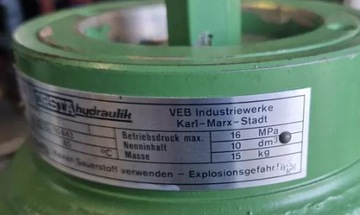 hydraulik VEB Industriewerke
Karl-Marx-Stadt
Betriebsdruck max. 16 MPa
Nenninhalt 10 dm³
°C Masse 15 kg
Sauerstoff verwenden - Explosionsgefahr